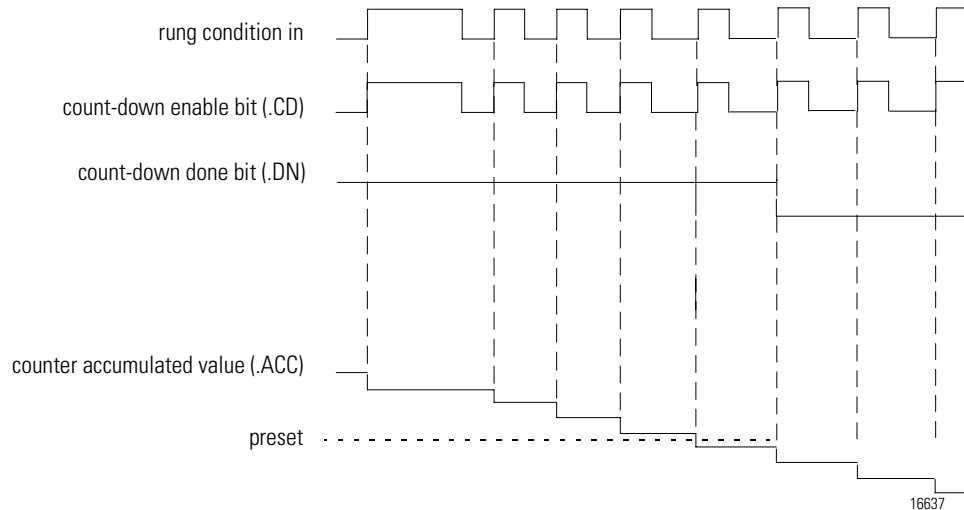 rung condition in
count-down enable bit (.CD)
count-down done bit (.DN)
counter accumulated value (.ACC)
preset
16637